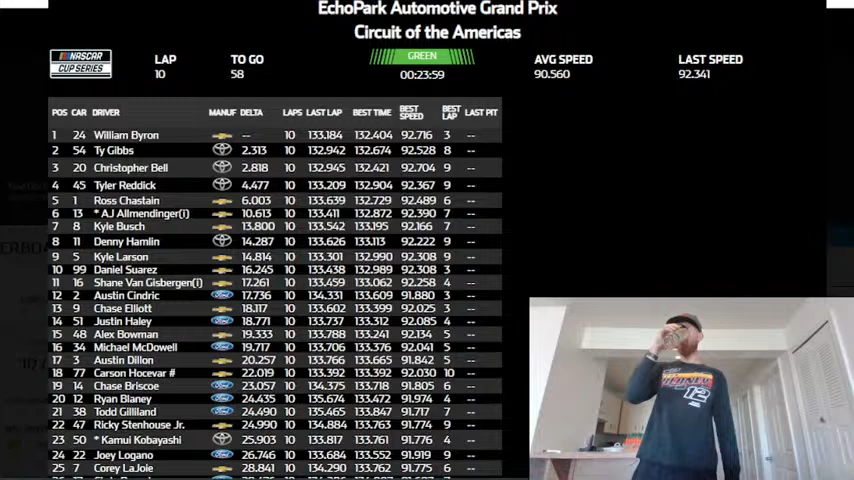 EchoPark Automotive Grand Prix
Circuit of the Americas
NASCAR CUP SERIES
LAP TO GO GREEN AVG SPEED LAST SPEED
10 58 00:23:59 90.560 92.341
POS CAR DRIVER MANUF DELTA LAPS LAST LAP BEST TIME BEST SPEED BEST LAP LAST PIT
1 24 William Byron -- 10 133.184 132.404 92.716 3 --
2 54 Ty Gibbs 2.313 10 132.942 132.674 92.528 8 --
3 20 Christopher Bell 2.818 10 132.945 132.421 92.704 9 --
4 45 Tyler Reddick 4.477 10 133.209 132.904 92.367 9 --
5 1 Ross Chastain 6.003 10 133.639 132.729 92.489 6 --
6 13 * AJ Allmendinger(i) 10.613 10 133.411 132.872 92.390 7 --
7 8 Kyle Busch 13.800 10 133.542 133.195 92.166 7 --
8 11 Denny Hamlin 14.287 10 133.626 133.113 92.222 9 --
9 5 Kyle Larson 14.814 10 133.301 132.990 92.308 9 --
10 99 Daniel Suarez 16.245 10 133.438 132.989 92.308 3 --
11 16 Shane Van Gisbergen(i) 17.261 10 133.459 133.062 92.258 4 --
12 2 Austin Cindric Ford 17.736 10 134.331 133.609 91.880 3 --
13 9 Chase Elliott 18.117 10 133.602 133.399 92.025 3 --
14 51 Justin Haley Ford 18.771 10 133.737 133.312 92.085 4 --
15 48 Alex Bowman 19.333 10 133.788 133.241 92.134 5 --
16 34 Michael McDowell Ford 19.717 10 133.706 133.376 92.041 5 --
17 3 Austin Dillon 20.257 10 133.766 133.665 91.842 5 --
18 77 Carson Hocevar # 22.019 10 133.392 133.392 92.030 10 --
19 14 Chase Briscoe Ford 23.057 10 134.375 133.718 91.805 6 --
20 12 Ryan Blaney Ford 24.435 10 135.674 133.472 91.974 4 --
21 38 Todd Gilliland Ford 24.490 10 135.465 133.847 91.717 7 --
22 47 Ricky Stenhouse Jr. 24.990 10 134.884 133.763 91.774 9 --
23 50 * Kamui Kobayashi 25.903 10 133.817 133.761 91.776 4 --
24 22 Joey Logano Ford 26.746 10 133.684 133.552 91.919 9 --
25 7 Corey LaJoie 28.841 10 134.290 133.762 91.775 6 --
12